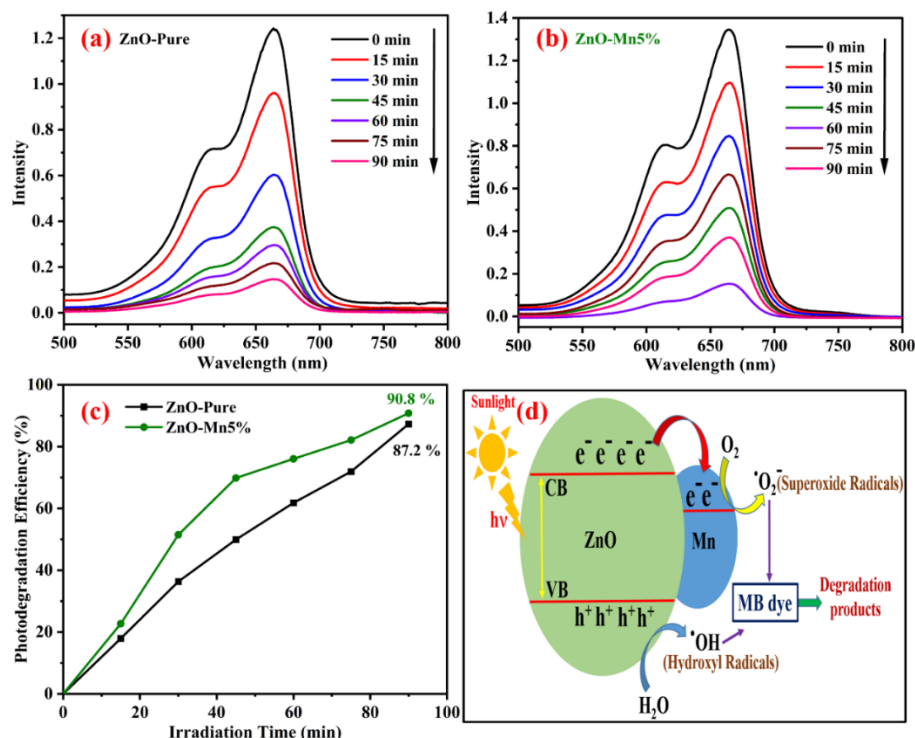 (a)
ZnO-Pure
0 min
15 min
30 min
45 min
60 min
75 min
90 min
1.2
1.0
0.8
0.6
0.4
0.2
0.0
Intensity
500
550
600
650
700
750
800
Wavelength (nm)
(b)
ZnO-Mn5%
0 min
15 min
30 min
45 min
60 min
75 min
90 min
1.4
1.2
1.0
0.8
0.6
0.4
0.2
0.0
Intensity
500
550
600
650
700
750
800
Wavelength (nm)
(c)
ZnO-Pure
ZnO-Mn5%
90.8 %
87.2 %
100
80
60
40
20
0
Photodegradation Efficiency (%)
0
20
40
60
80
100
Irradiation Time (min)
(d)
Sunlight
hν
e⁻ e⁻ e⁻ e⁻
CB
ZnO
VB
h⁺ h⁺ h⁺ h⁺
e⁻ e⁻
Mn
O₂
•O₂⁻
(Superoxide Radicals)
MB dye
Degradation
products
•OH
(Hydroxyl Radicals)
H₂O